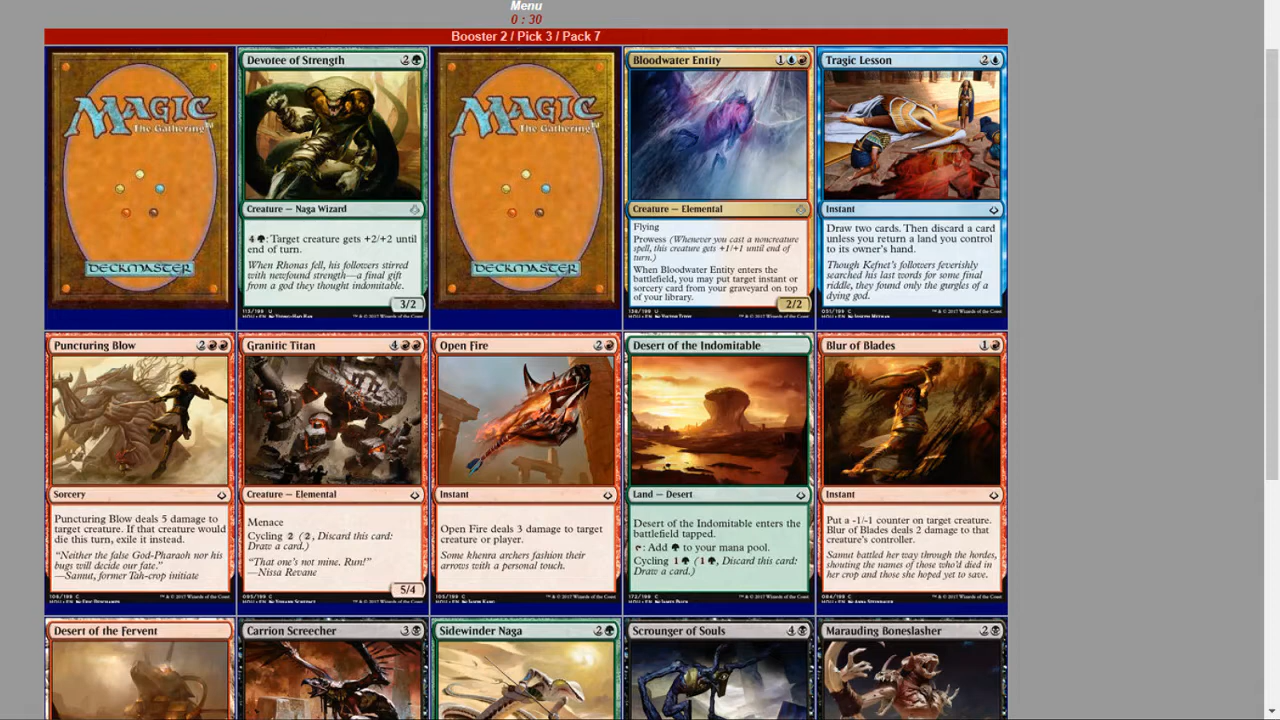 Menu
0 : 30
Booster 2 / Pick 3 / Pack 7
MAGIC
The Gathering
DECKMASTER
Devotee of Strength 2
Creature — Naga Wizard
4 : Target creature gets +2/+2 until
end of turn.
When Rhonas fell, his followers stirred
with newfound strength—a final gift
from a god they thought indomitable.
3/2
MAGIC
The Gathering
DECKMASTER
Bloodwater Entity 1
Creature — Elemental
Flying
Prowess (Whenever you cast a noncreature
spell, this creature gets +1/+1 until end of
turn.)
When Bloodwater Entity enters the
battlefield, you may put target instant or
sorcery card from your graveyard on top
of your library.
2/2
Tragic Lesson 2
Instant
Draw two cards. Then discard a card
unless you return a land you control
to its owner's hand.
Though Kefnet's followers feverishly
searched his last words for some final
riddle, they found only the gurgles of a
dying god.
Puncturing Blow 2
Sorcery
Puncturing Blow deals 5 damage to
target creature. If that creature would
die this turn, exile it instead.
"Neither the false God-Pharaoh nor his
bugs will decide our fate."
—Samut, former Tah-crop initiate
Granitic Titan 4
Creature — Elemental
Menace
Cycling 2 (2, Discard this card:
Draw a card.)
"That one's not mine. Run!"
—Nissa Revane
5/4
Open Fire 2
Instant
Open Fire deals 3 damage to target
creature or player.
Some khenra archers fashion their
arrows with a personal touch.
Desert of the Indomitable
Land — Desert
Desert of the Indomitable enters the
battlefield tapped.
: Add to your mana pool.
Cycling 1 (1 , Discard this card:
Draw a card.)
Blur of Blades 1
Instant
Put a -1/-1 counter on target creature.
Blur of Blades deals 2 damage to that
creature's controller.
Samut battled her way through the hordes,
shouting the names of those who'd died in
her crop and those she hoped yet to save.
Desert of the Fervent
Carrion Screecher 3
Sidewinder Naga 2
Scrounger of Souls 4
Marauding Boneslasher 2